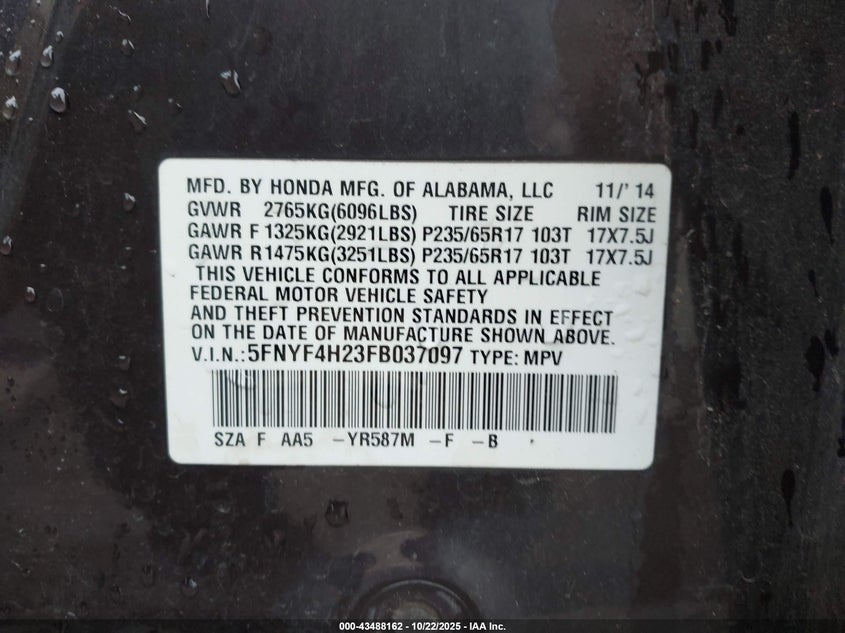 MFD. BY HONDA MFG. OF ALABAMA, LLC 11/'14
GVWR 2765KG(6096LBS) TIRE SIZE RIM SIZE
GAWR F 1325KG(2921LBS) P235/65R17 103T 17X7.5J
GAWR R1475KG(3251LBS) P235/65R17 103T 17X7.5J
THIS VEHICLE CONFORMS TO ALL APPLICABLE
FEDERAL MOTOR VEHICLE SAFETY
AND THEFT PREVENTION STANDARDS IN EFFECT
ON THE DATE OF MANUFACTURE SHOWN ABOVE.
V.I.N.: 5FNYF4H23FB037097 TYPE: MPV
SZA F AA5 -YR587M -F -B
000-43488162 - 10/22/2025 - IAA Inc.